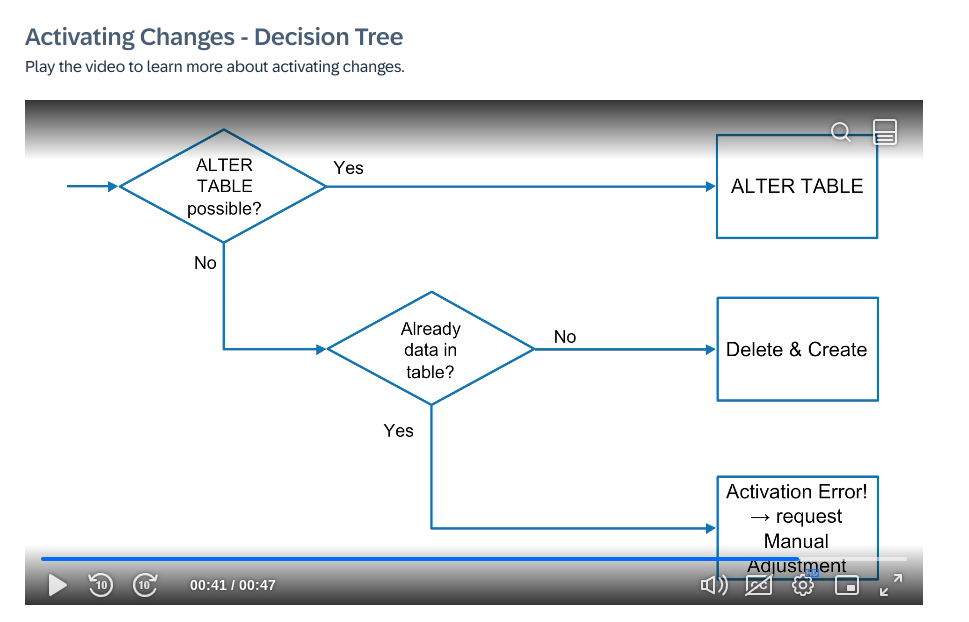 Activating Changes - Decision Tree
Play the video to learn more about activating changes.
ALTER
TABLE
possible?
Yes
ALTER TABLE
No
Already
data in
table?
No
Delete & Create
Yes
Activation Error!
→ request
Manual
Adjustment
10
10
00:41 / 00:47
CC
HD